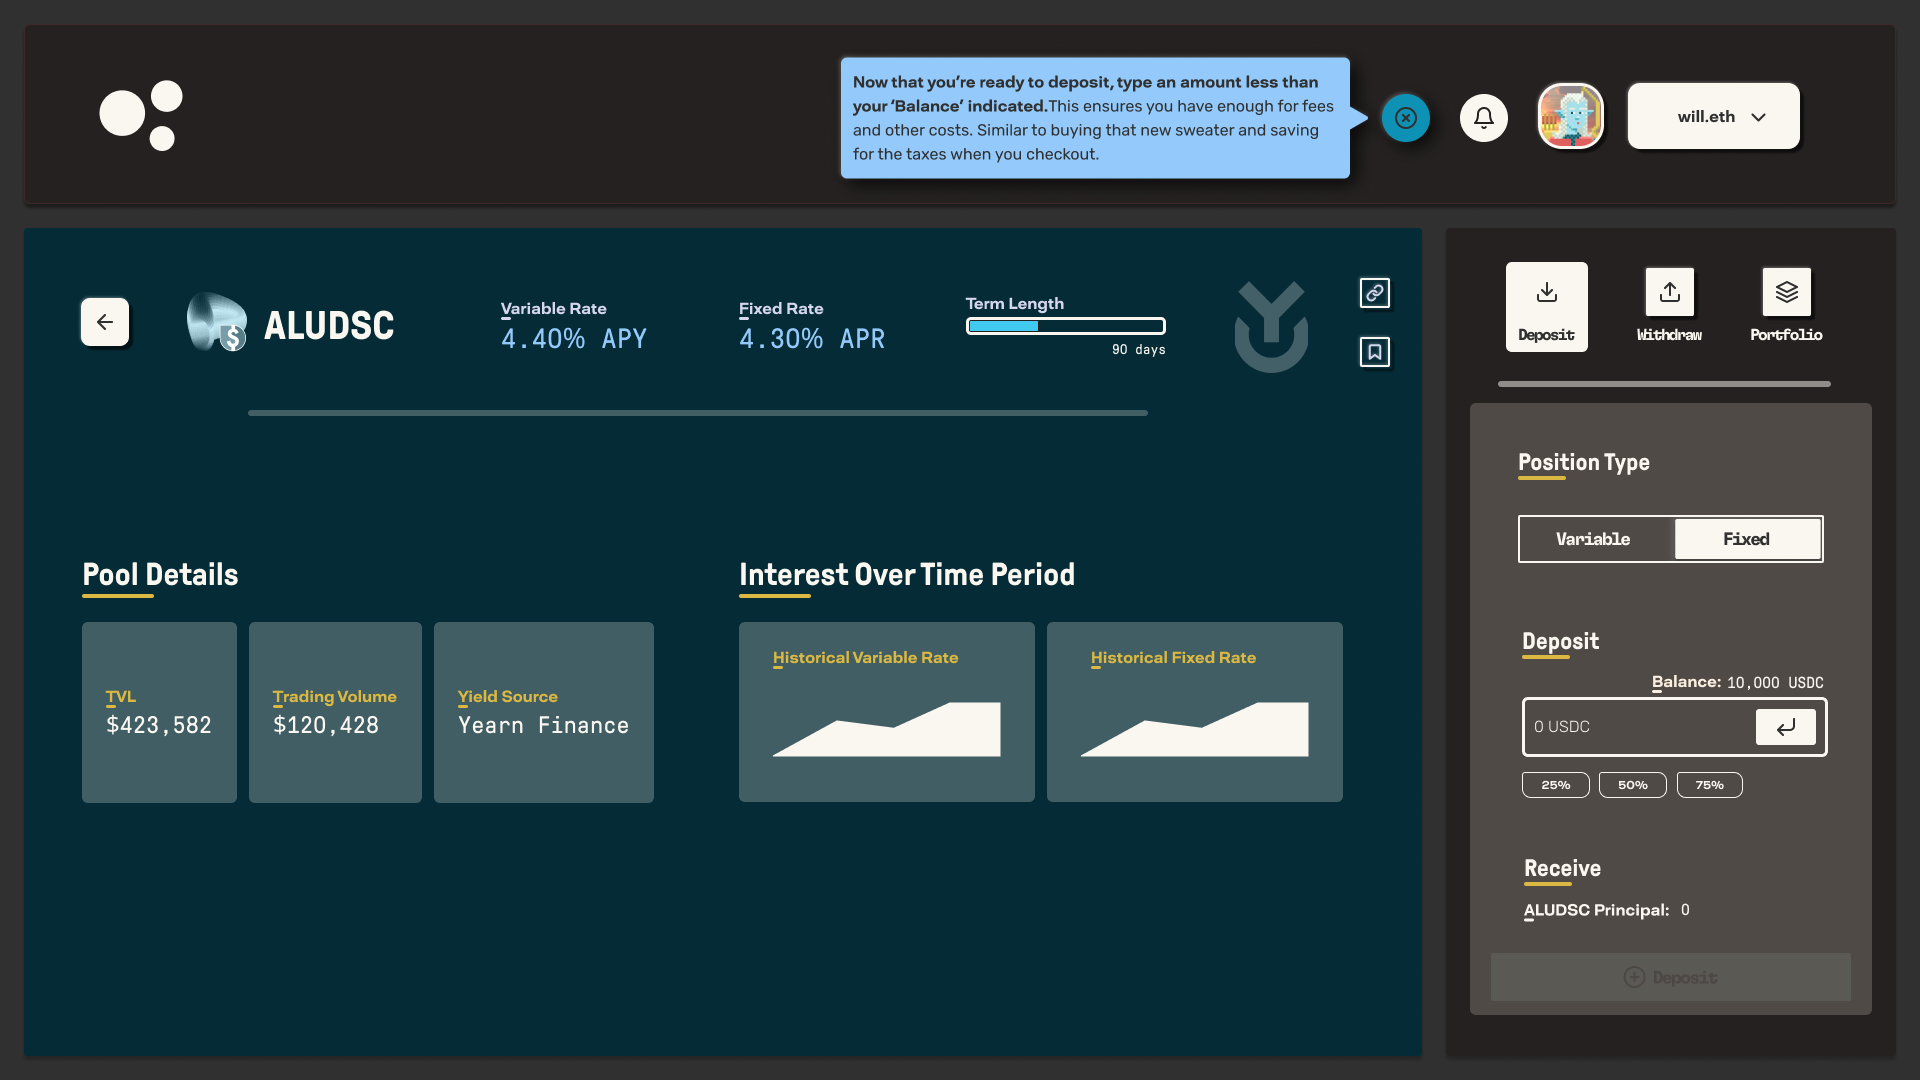 Now that you’re ready to deposit, type an amount less than
your ‘Balance’ indicated.This ensures you have enough for fees
and other costs. Similar to buying that new sweater and saving
for the taxes when you checkout.
will.eth
$
ALUDSC
Variable Rate
4.40% APY
Fixed Rate
4.30% APR
Term Length
90 days
Deposit
Withdraw
Portfolio
Position Type
Variable
Fixed
Pool Details
TVL
$423,582
Trading Volume
$120,428
Yield Source
Yearn Finance
Interest Over Time Period
Historical Variable Rate
Historical Fixed Rate
Deposit
Balance: 10,000 USDC
0 USDC
25%
50%
75%
Receive
ALUDSC Principal: 0
Deposit